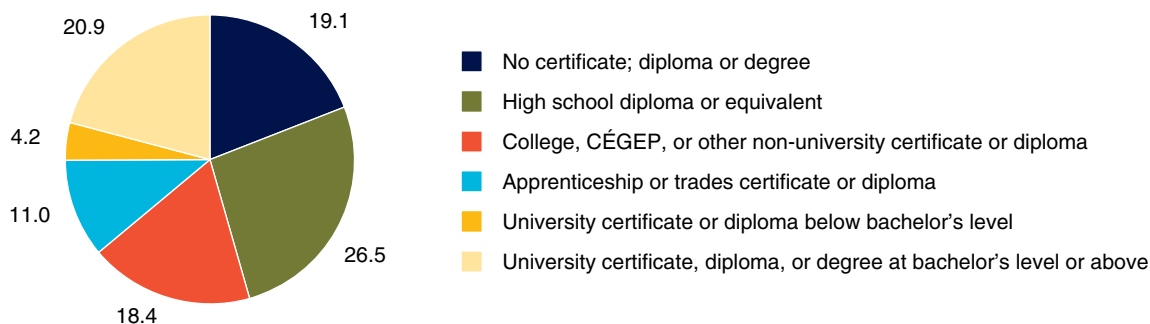 20.9
19.1
4.2
11.0
18.4
26.5
No certificate; diploma or degree
High school diploma or equivalent
College, CÉGEP, or other non-university certificate or diploma
Apprenticeship or trades certificate or diploma
University certificate or diploma below bachelor’s level
University certificate, diploma, or degree at bachelor’s level or above